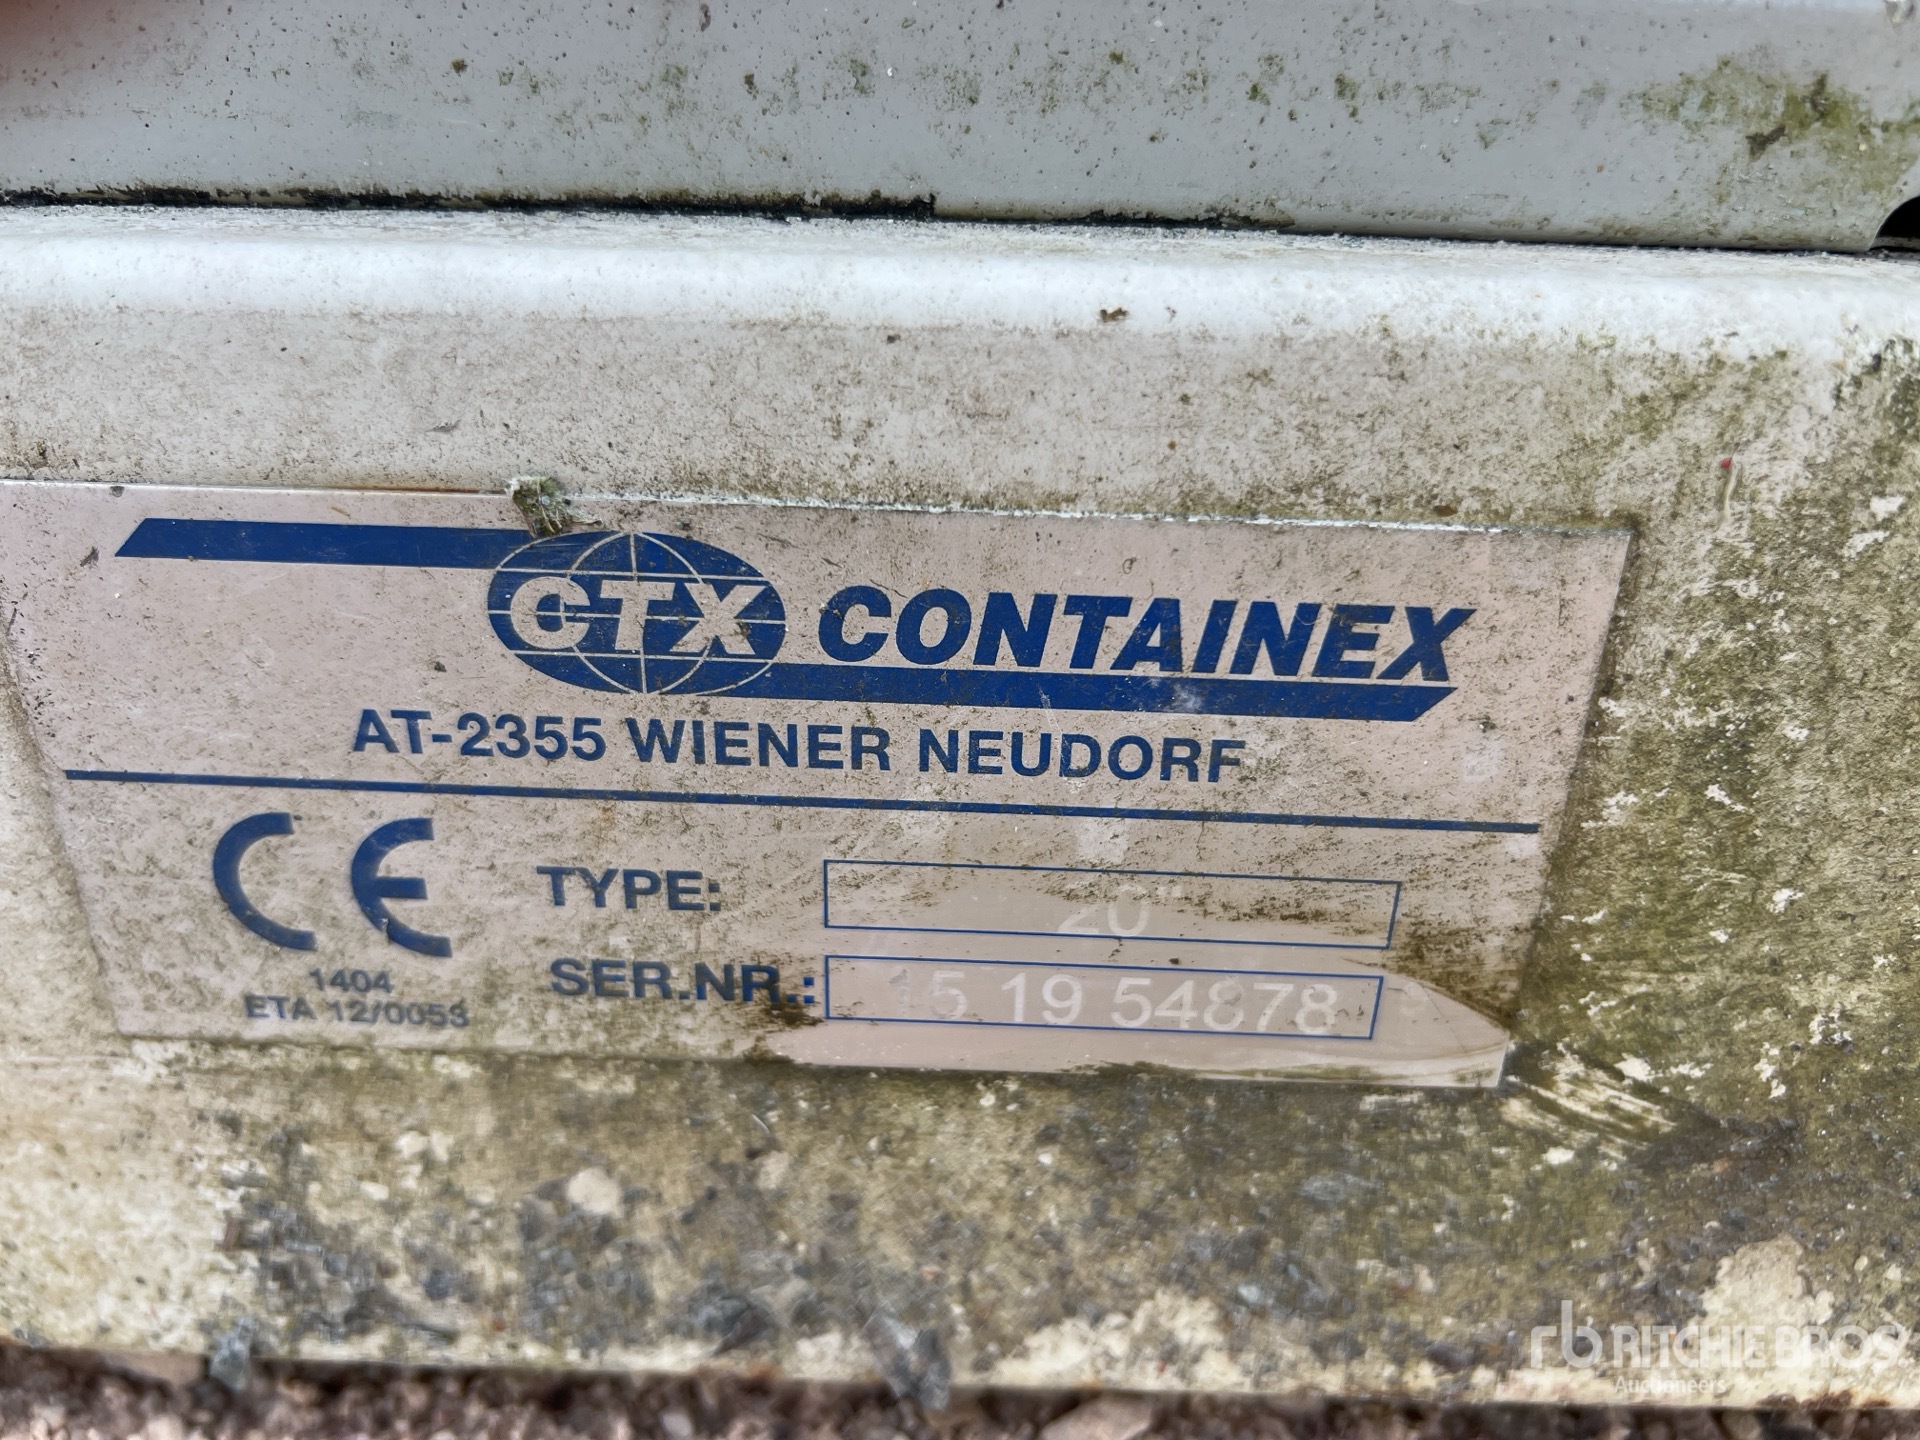 CTX CONTAINEX
AT-2355 WIENER NEUDORF
CE
1404
ETA 12/0053
TYPE: 20"
SER.NR.: 15 19 54878
rb RITCHIE BROS.
Auctioneers